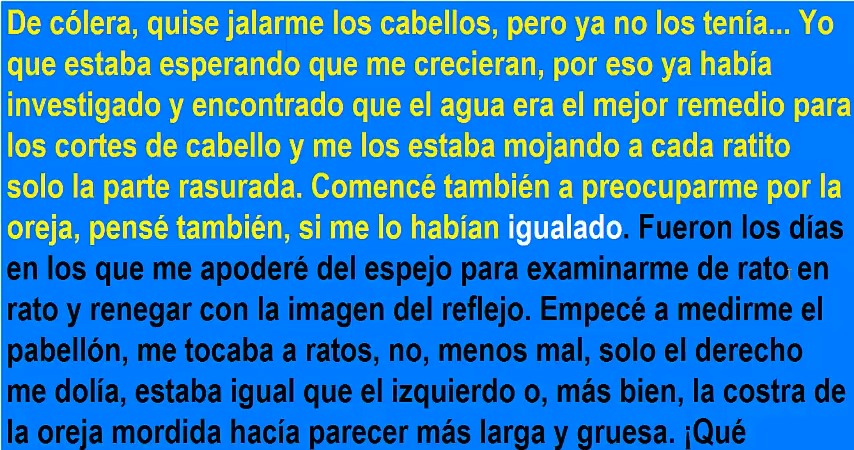 De cólera, quise jalarme los cabellos, pero ya no los tenía... Yo
que estaba esperando que me crecieran, por eso ya había
investigado y encontrado que el agua era el mejor remedio para
los cortes de cabello y me los estaba mojando a cada ratito
solo la parte rasurada. Comencé también a preocuparme por la
oreja, pensé también, si me lo habían igualado. Fueron los días
en los que me apoderé del espejo para examinarme de rato en
rato y renegar con la imagen del reflejo. Empecé a medirme el
pabellón, me tocaba a ratos, no, menos mal, solo el derecho
me dolía, estaba igual que el izquierdo o, más bien, la costra de
la oreja mordida hacía parecer más larga y gruesa. ¡Qué